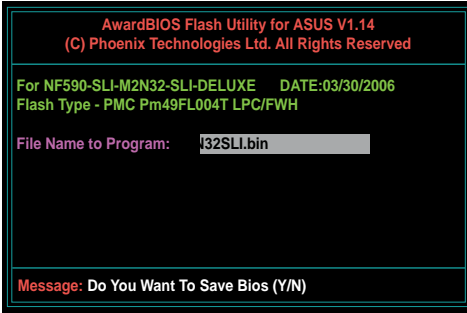 AwardBIOS Flash Utility for ASUS V1.14
(C) Phoenix Technologies Ltd. All Rights Reserved
For NF590-SLI-M2N32-SLI-DELUXE DATE:03/30/2006
Flash Type - PMC Pm49FL004T LPC/FWH
File Name to Program: N32SLI.bin
Message: Do You Want To Save Bios (Y/N)